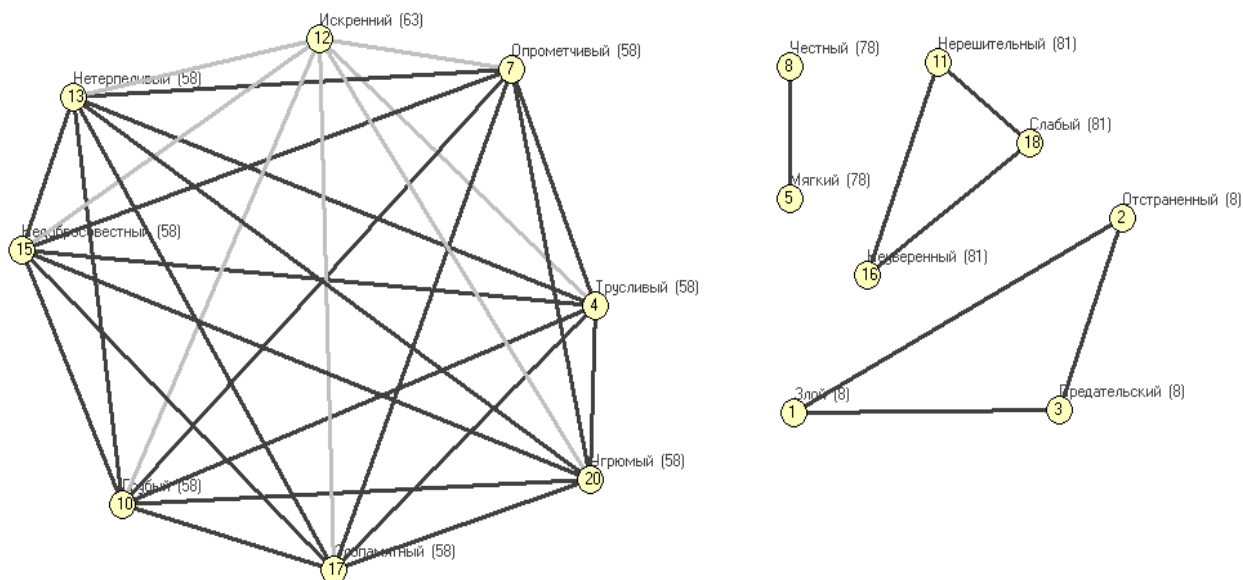 Искренний (63)
12
Опрометчивый (58)
7
Нетерпеливый (58)
13
Недобросовестный (58)
15
Трусливый (58)
4
Угрюмый (58)
20
Грубый (58)
10
Злопамятный (58)
17
Честный (78)
8
Мягкий (78)
5
Нерешительный (81)
11
Слабый (81)
18
Неуверенный (81)
16
Отстраненный (8)
2
Злой (8)
1
Предательский (8)
3